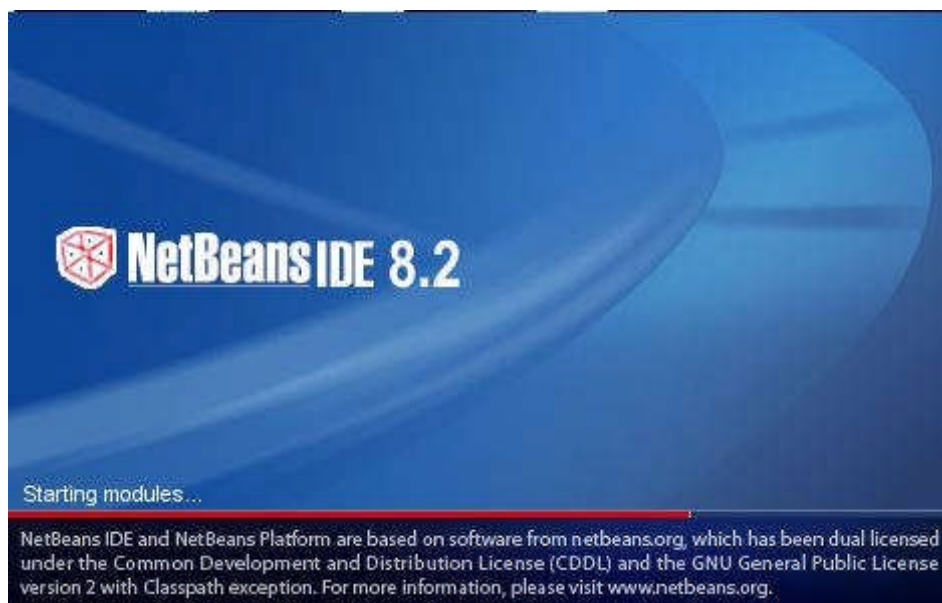 NetBeans IDE 8.2
Starting modules...
NetBeans IDE and NetBeans Platform are based on software from netbeans.org, which has been dual licensed
under the Common Development and Distribution License (CDDL) and the GNU General Public License
version 2 with Classpath exception. For more information, please visit www.netbeans.org.